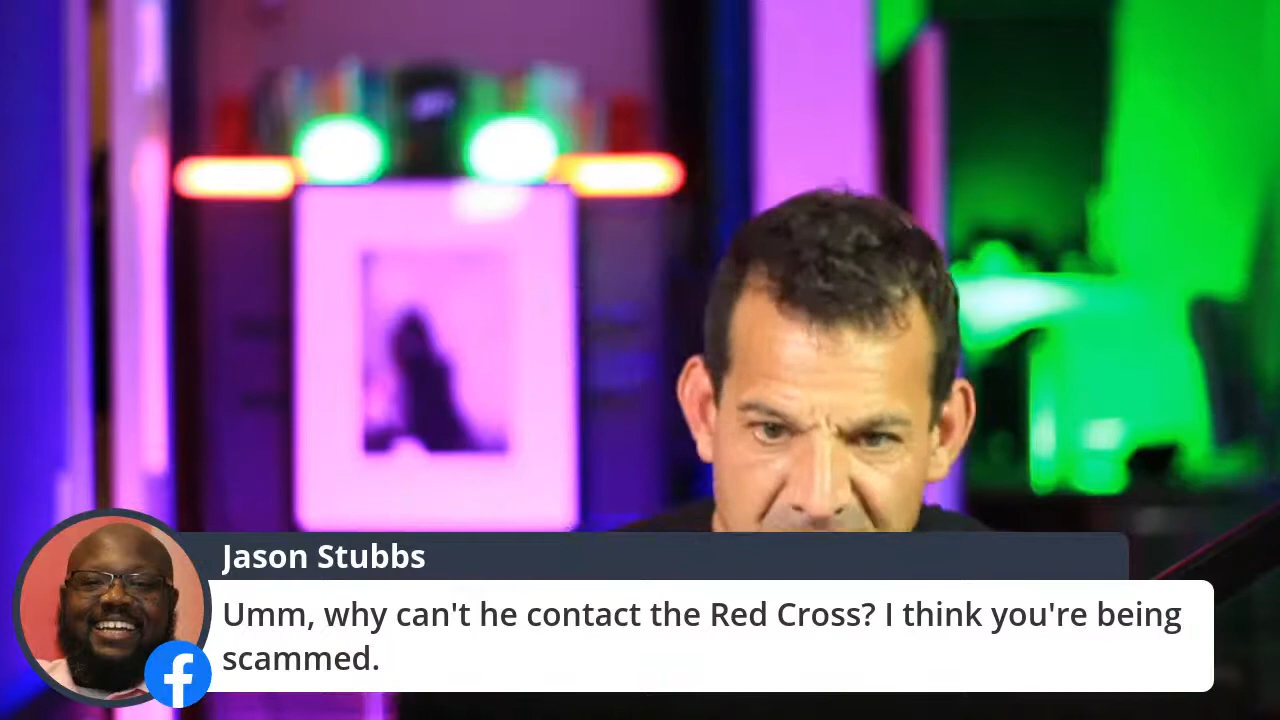 Jason Stubbs
Umm, why can't he contact the Red Cross? I think you're being
scammed.